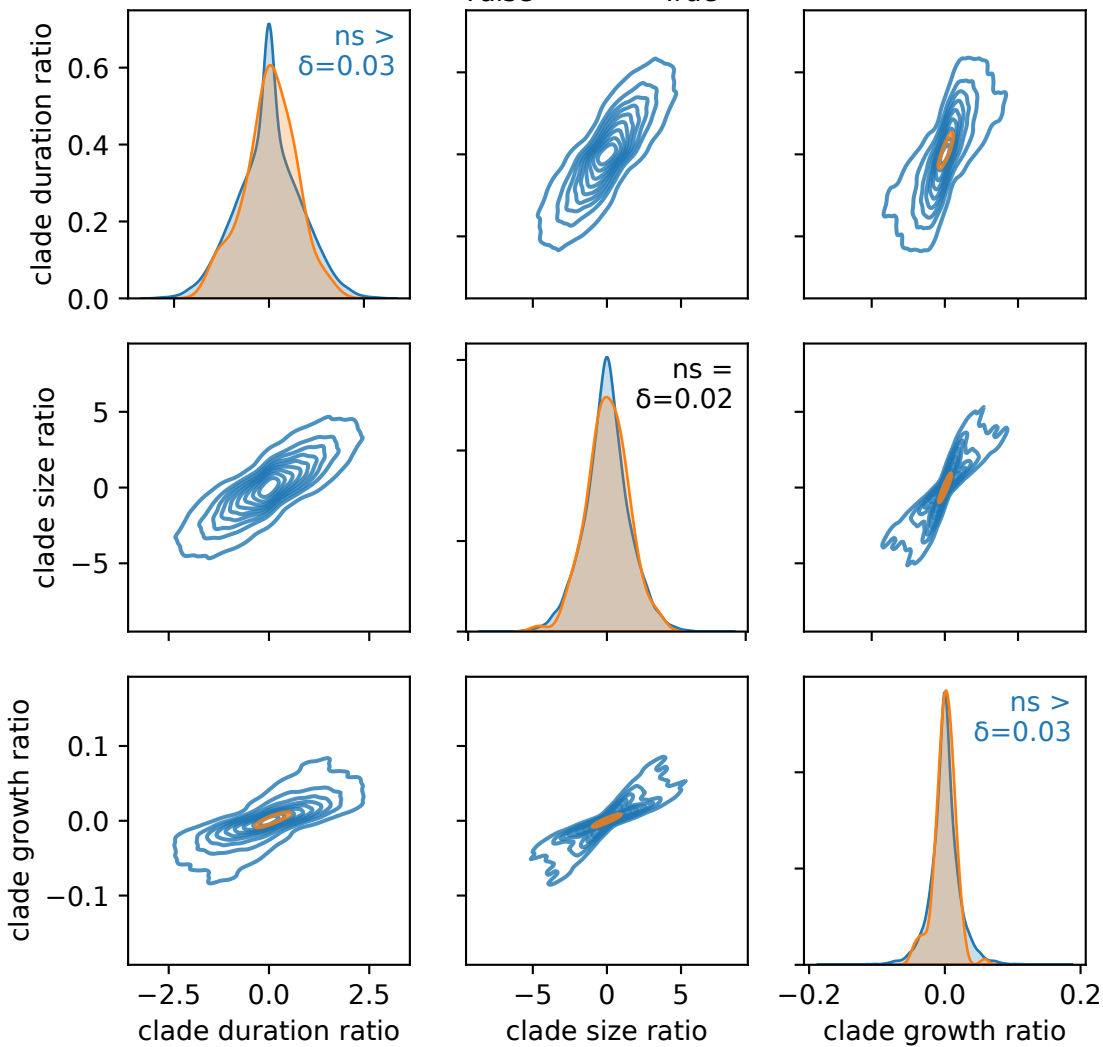 clade duration ratio
0.6
0.4
0.2
0.0
ns >
δ=0.03
clade size ratio
5
0
−5
ns =
δ=0.02
clade growth ratio
0.1
0.0
−0.1
ns >
δ=0.03
−2.5 0.0 2.5
clade duration ratio
−5 0 5
clade size ratio
−0.2 0.0 0.2
clade growth ratio